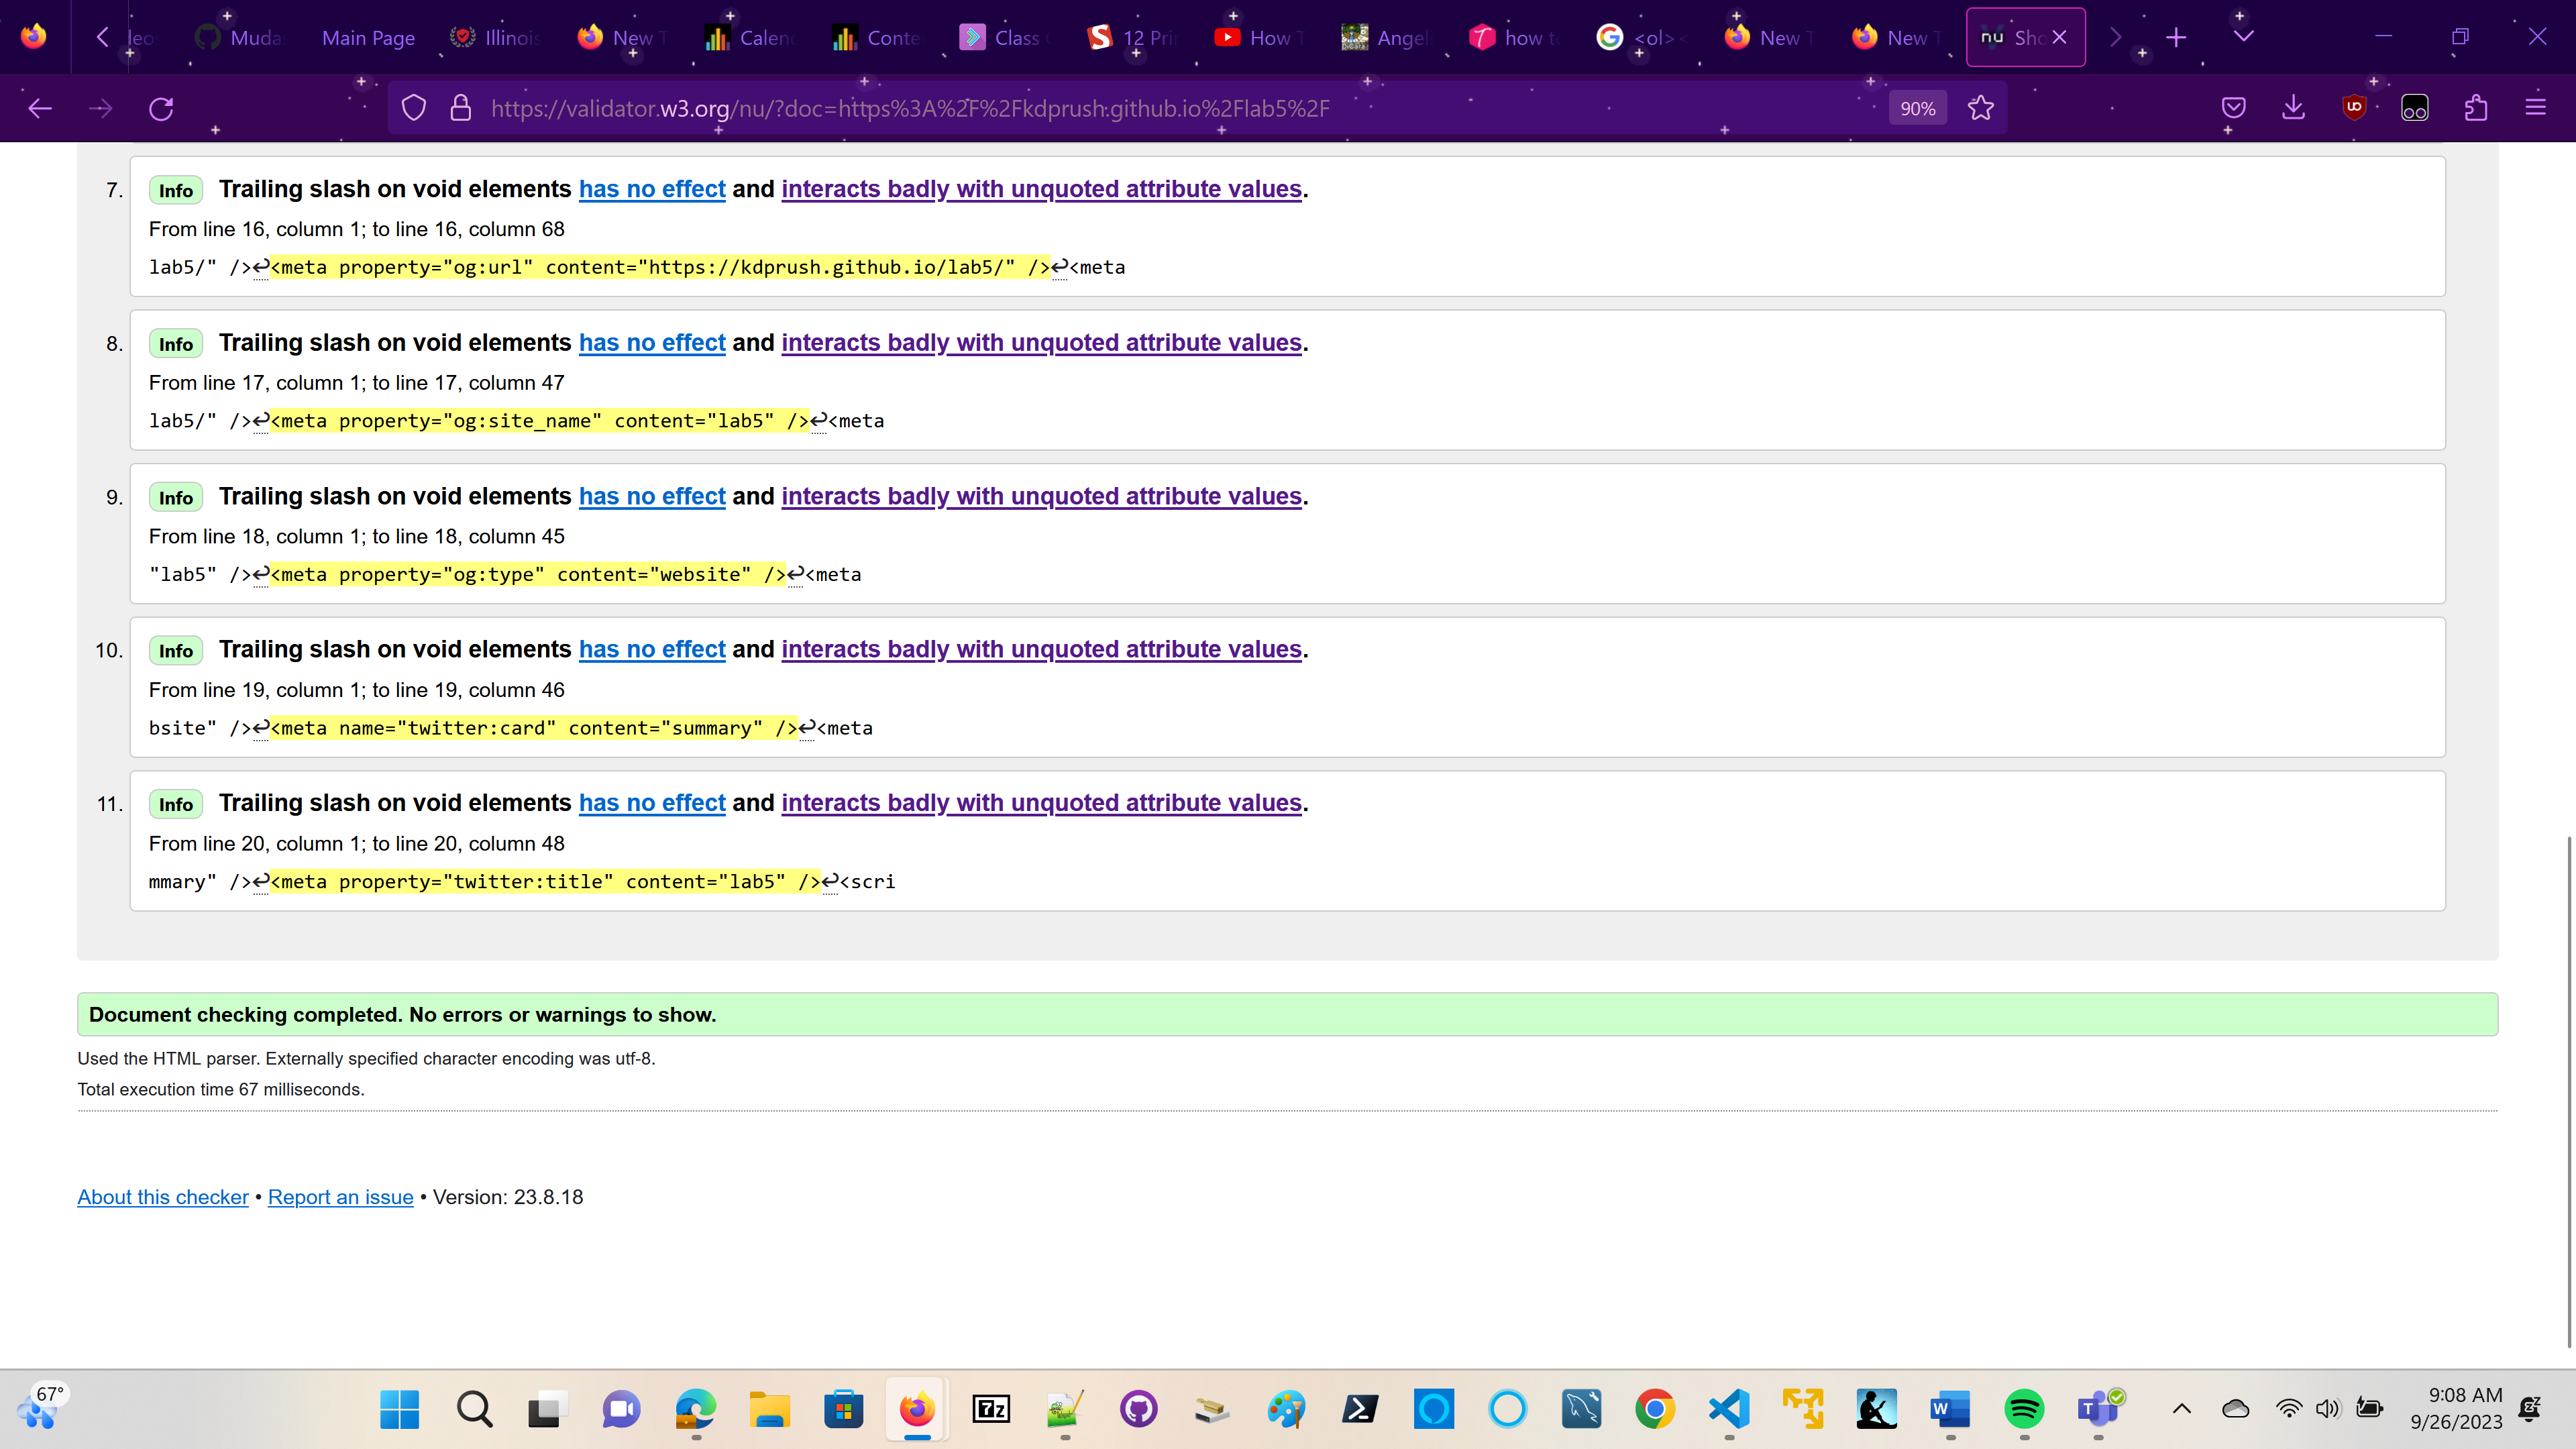 Muda
Main Page
Illinois
New T
Calen
Conte
Class
12 Pri
How T
Angel
how to
<ol> <
New T
New T
nu Sho
https://validator.w3.org/nu/?doc=https%3A%2F%2Fkdprush.github.io%2Flab5%2F
90%
7. Info Trailing slash on void elements has no effect and interacts badly with unquoted attribute values.
From line 16, column 1; to line 16, column 68
lab5/" />↩<meta property="og:url" content="https://kdprush.github.io/lab5/" />↩<meta
8. Info Trailing slash on void elements has no effect and interacts badly with unquoted attribute values.
From line 17, column 1; to line 17, column 47
lab5/" />↩<meta property="og:site_name" content="lab5" />↩<meta
9. Info Trailing slash on void elements has no effect and interacts badly with unquoted attribute values.
From line 18, column 1; to line 18, column 45
"lab5" />↩<meta property="og:type" content="website" />↩<meta
10. Info Trailing slash on void elements has no effect and interacts badly with unquoted attribute values.
From line 19, column 1; to line 19, column 46
bsite" />↩<meta name="twitter:card" content="summary" />↩<meta
11. Info Trailing slash on void elements has no effect and interacts badly with unquoted attribute values.
From line 20, column 1; to line 20, column 48
mmary" />↩<meta property="twitter:title" content="lab5" />↩<scri
Document checking completed. No errors or warnings to show.
Used the HTML parser. Externally specified character encoding was utf-8.
Total execution time 67 milliseconds.
About this checker • Report an issue • Version: 23.8.18
67°
9:08 AM
9/26/2023